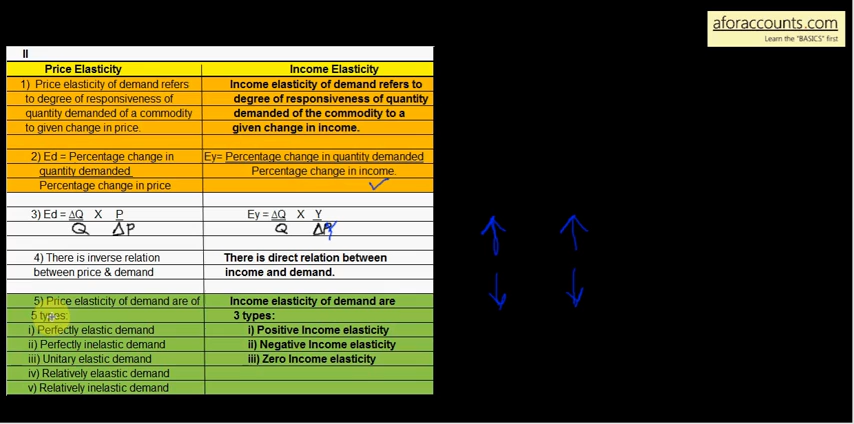 aforaccounts.com
Learn the "BASICS" first
II
Price Elasticity
Income Elasticity
1) Price elasticity of demand refers
to degree of responsiveness of
quantity demanded of a commodity
to given change in price.
Income elasticity of demand refers to
degree of responsiveness of quantity
demanded of the commodity to a
given change in income.
2) Ed = Percentage change in
quantity demanded
Percentage change in price
Ey= Percentage change in quantity demanded
Percentage change in income.
3) Ed = ΔQ X P
Q ΔP
Ey = ΔQ X Y
Q Δ
4) There is inverse relation
between price & demand
There is direct relation between
income and demand.
5) Price elasticity of demand are of
5 types:
i) Perfectly elastic demand
ii) Perfectly inelastic demand
iii) Unitary elastic demand
iv) Relatively elaastic demand
v) Relatively inelastic demand
Income elasticity of demand are
3 types:
i) Positive Income elasticity
ii) Negative Income elasticity
iii) Zero Income elasticity